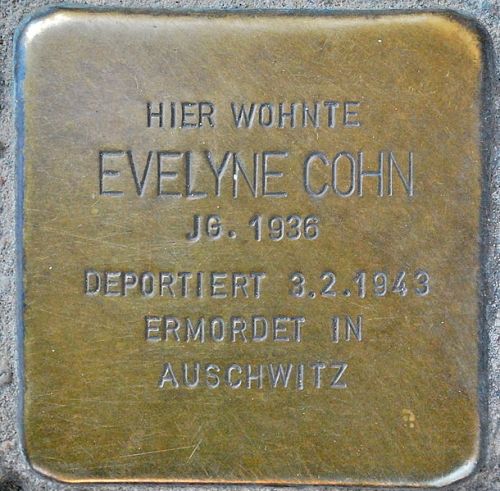 HIER WOHNTE
EVELYNE COHN
JG. 1936
DEPORTIERT 3.2.1943
ERMORDET IN
AUSCHWITZ